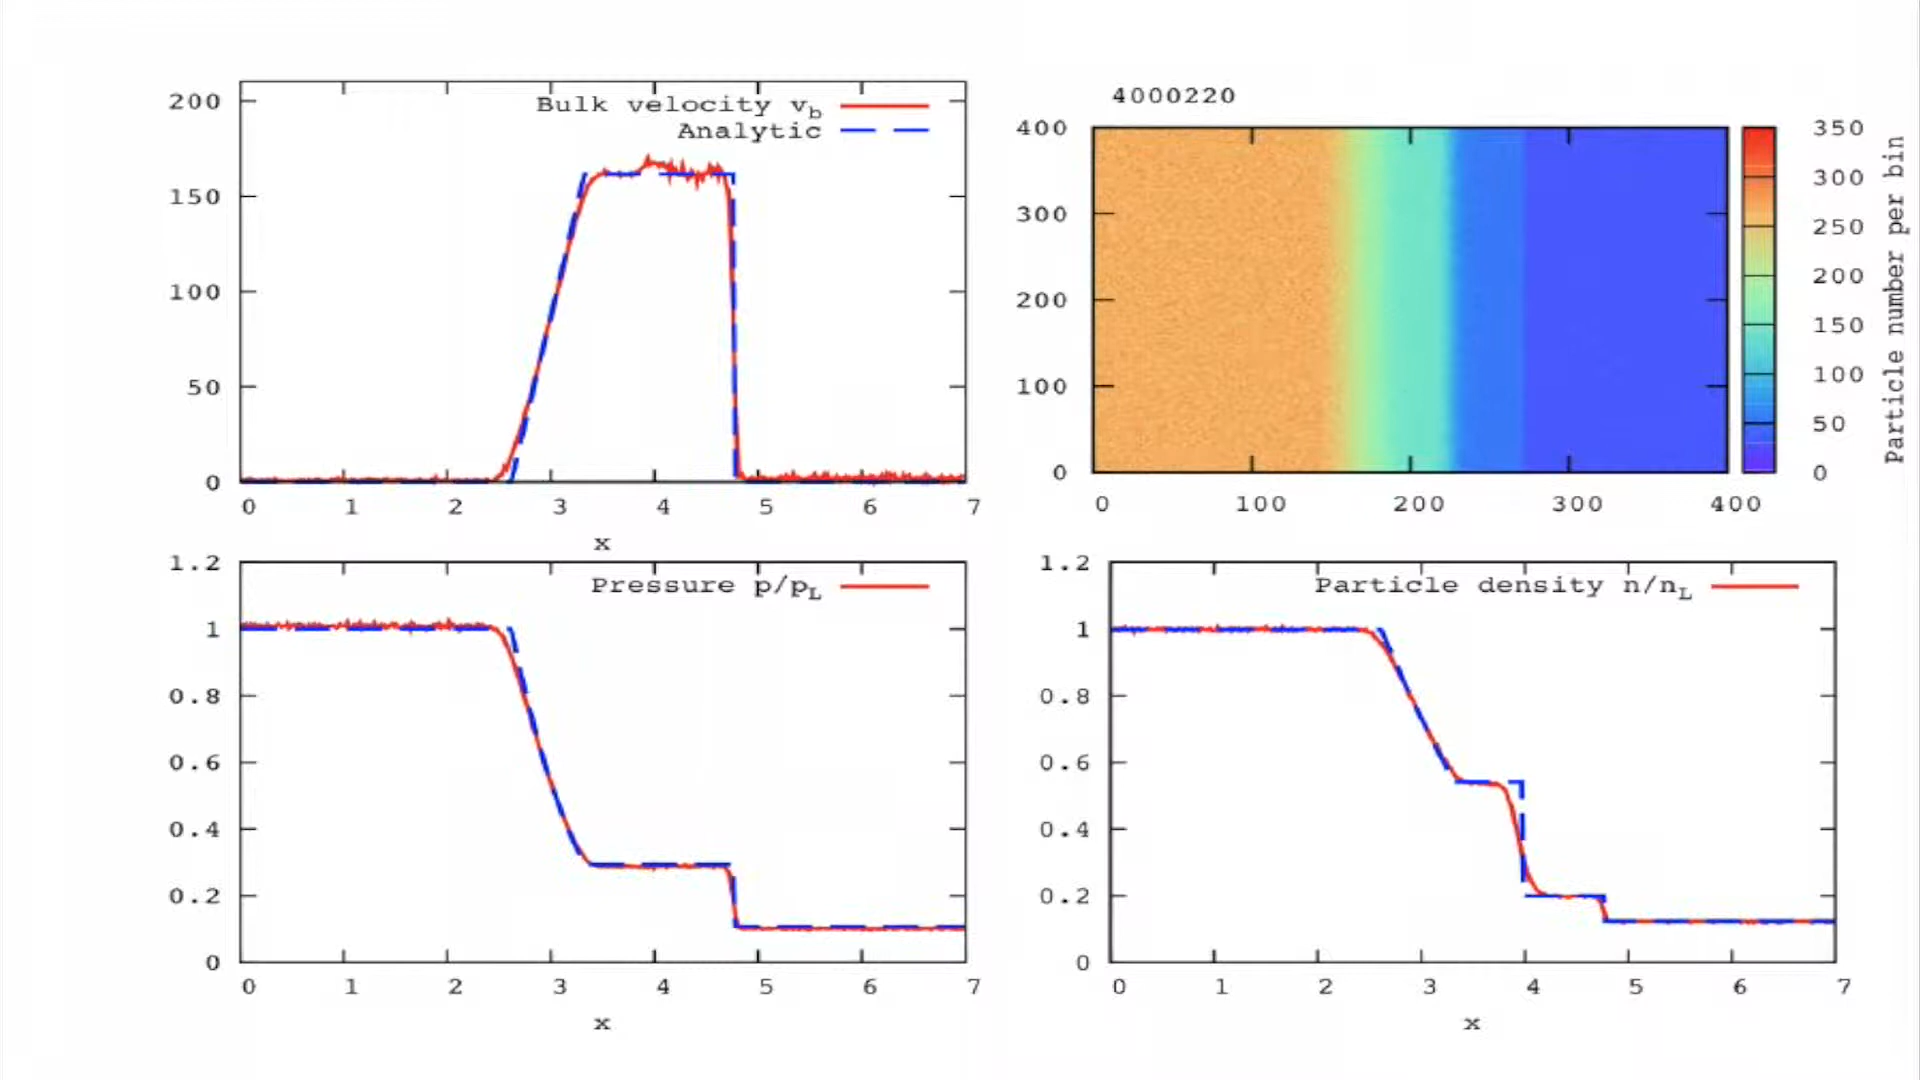 200
150
100
50
0
Bulk velocity vb
Analytic
0 1 2 3 4 5 6 7
x
4000220
400
300
200
100
0
0 100 200 300 400
350
300
250
200
150
100
50
0
Particle number per bin
1.2
1
0.8
0.6
0.4
0.2
0
Pressure p/pL
0 1 2 3 4 5 6 7
x
1.2
1
0.8
0.6
0.4
0.2
0
Particle density n/nL
0 1 2 3 4 5 6 7
x